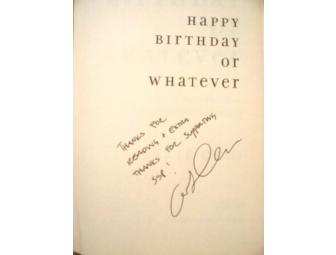 Happy
Birthday
or
Whatever
THANKS FOR
READING + EXTRA
THANKS FOR SUPPORTING
SSP!